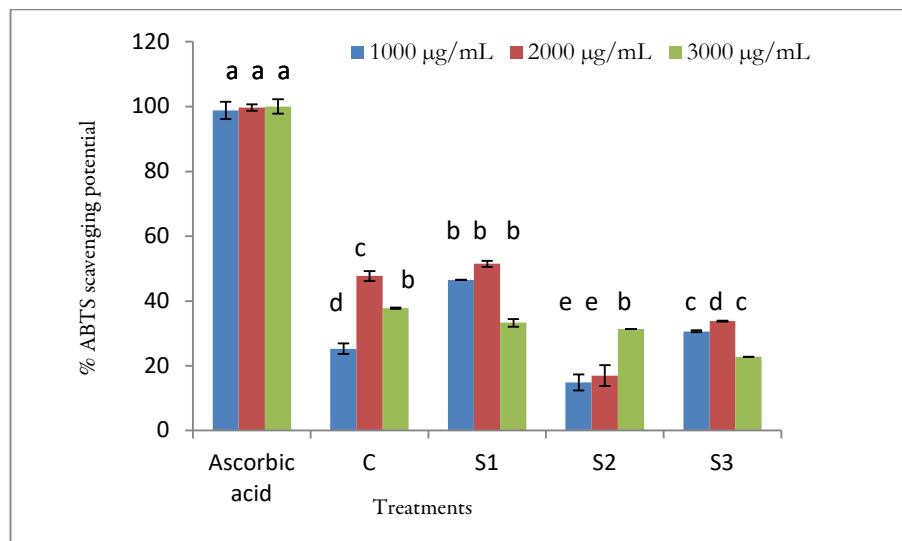 120
1000 µg/mL 2000 µg/mL 3000 µg/mL
a a a
100
% ABTS scavenging potential
80
60
c b b b
d b
40
e e b c d c
20
0
Ascorbic acid C S1 S2 S3
Treatments